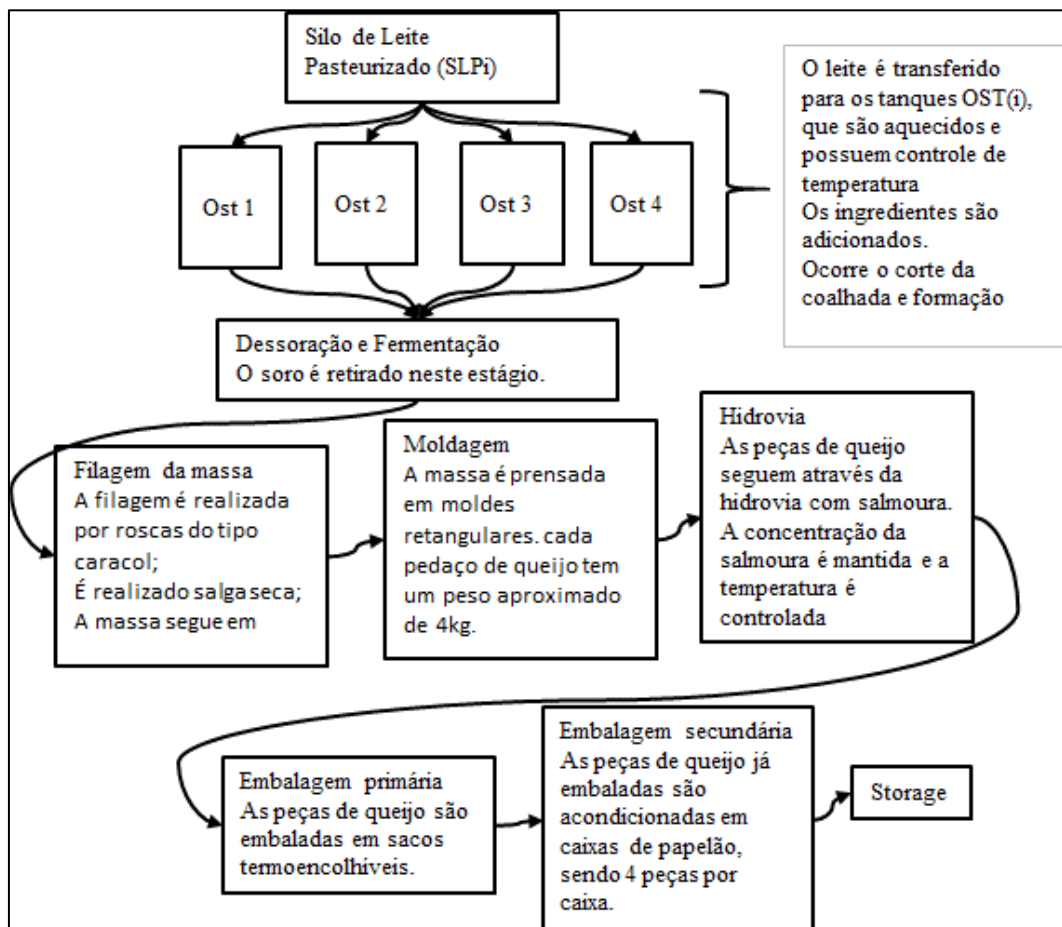 Silo de Leite
Pasteurizado (SLPi)
O leite é transferido
para os tanques OST(i),
que são aquecidos e
possuem controle de
temperatura
Os ingredientes são
adicionados.
Ocorre o corte da
coalhada e formação
Ost 1
Ost 2
Ost 3
Ost 4
Dessoração e Fermentação
O soro é retirado neste estágio.
Filagem da massa
A filagem é realizada
por roscas do tipo
caracol;
É realizado salga seca;
A massa segue em
Moldagem
A massa é prensada
em moldes
retangulares. cada
pedaço de queijo tem
um peso aproximado
de 4kg.
Hidrovia
As peças de queijo
seguem através da
hidrovia com salmoura.
A concentração da
salmoura é mantida e a
temperatura é
controlada
Embalagem primária
As peças de queijo são
embaladas em sacos
termoencolhíveis.
Embalagem secundária
As peças de queijo já
embaladas são
acondicionadas em
caixas de papelão,
sendo 4 peças por
caixa.
Storage